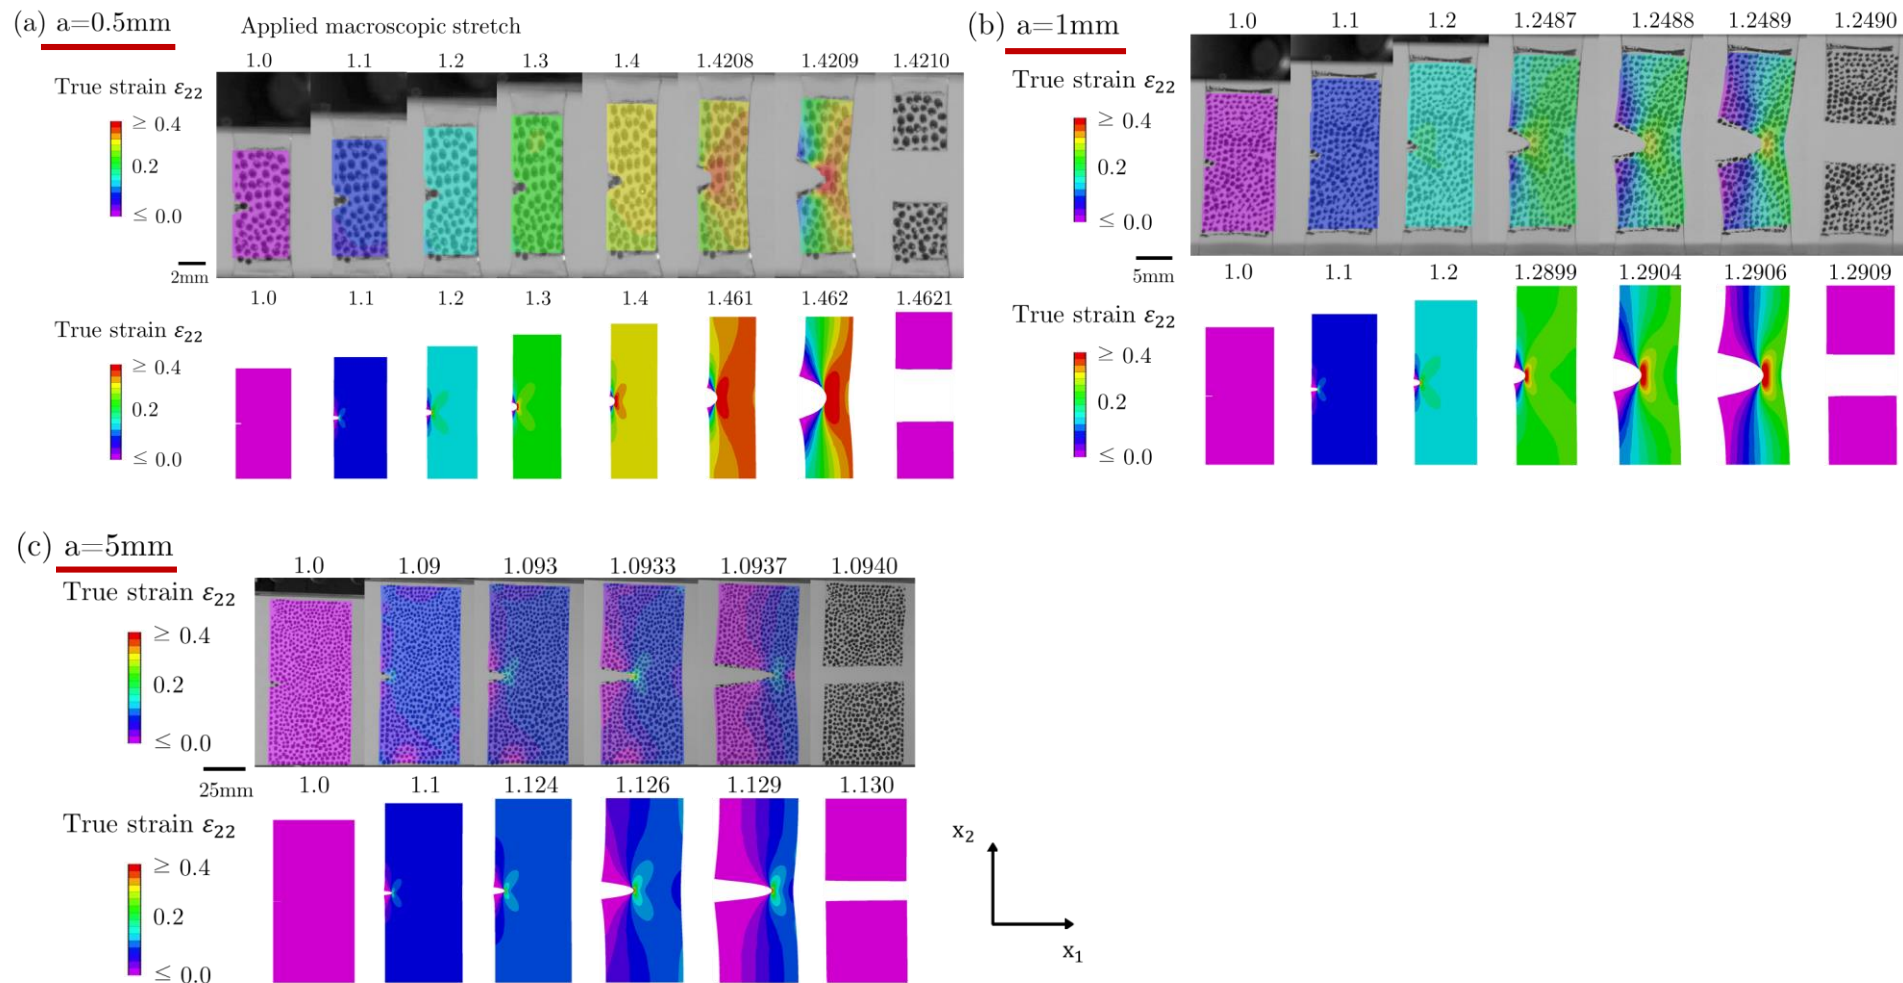 (a) a=0.5mm
Applied macroscopic stretch
1.0 1.1 1.2 1.3 1.4 1.4208 1.4209 1.4210
True strain ε22
≥ 0.4
0.2
≤ 0.0
2mm
1.0 1.1 1.2 1.3 1.4 1.461 1.462 1.4621
True strain ε22
≥ 0.4
0.2
≤ 0.0
(b) a=1mm
1.0 1.1 1.2 1.2487 1.2488 1.2489 1.2490
True strain ε22
≥ 0.4
0.2
≤ 0.0
5mm
1.0 1.1 1.2 1.2899 1.2904 1.2906 1.2909
True strain ε22
≥ 0.4
0.2
≤ 0.0
(c) a=5mm
1.0 1.09 1.093 1.0933 1.0937 1.0940
True strain ε22
≥ 0.4
0.2
≤ 0.0
25mm
1.0 1.1 1.124 1.126 1.129 1.130
True strain ε22
≥ 0.4
0.2
≤ 0.0
x2
x1